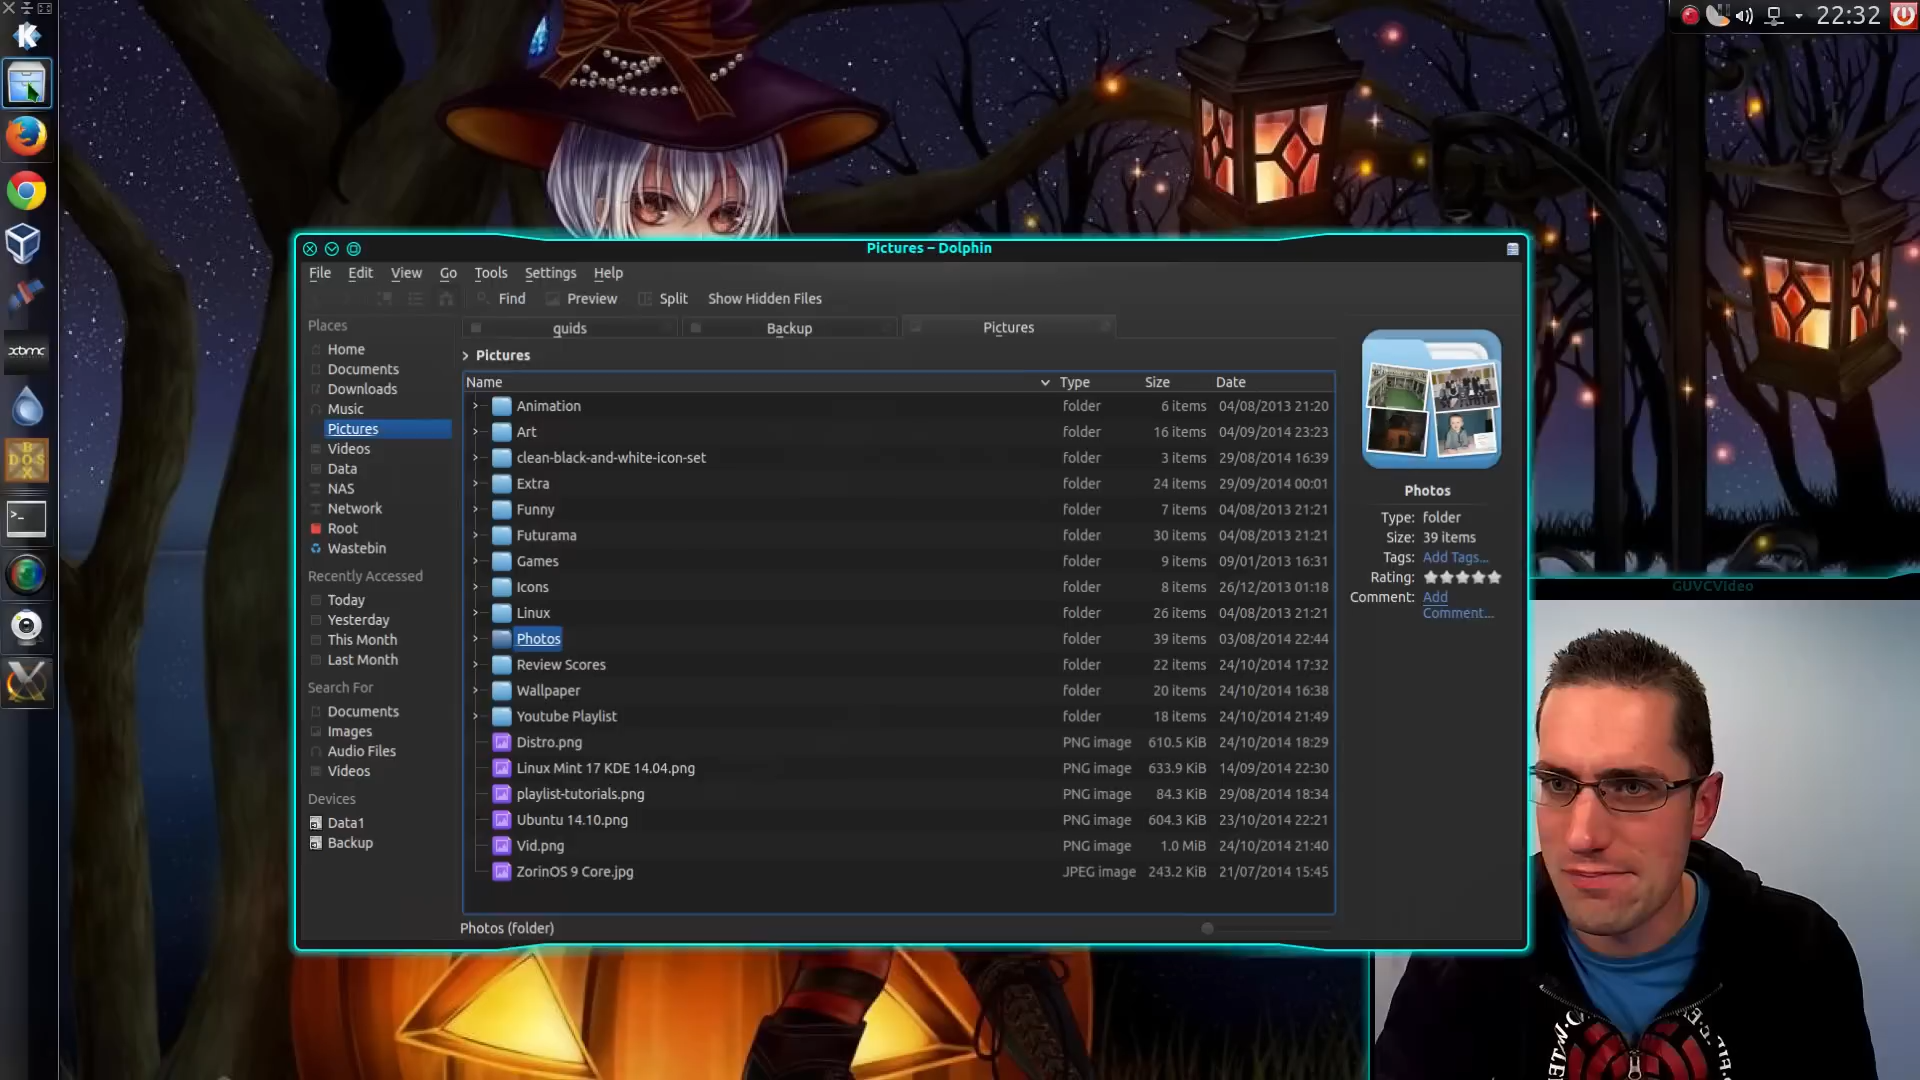 22:32
Pictures – Dolphin
File Edit View Go Tools Settings Help
Find Preview Split Show Hidden Files
Places
Home
Documents
Downloads
Music
Pictures
Videos
Data
NAS
Network
Root
Wastebin
Recently Accessed
Today
Yesterday
This Month
Last Month
Search For
Documents
Images
Audio Files
Videos
Devices
Data1
Backup
quids Backup Pictures
Pictures
Name Type Size Date
Animation folder 6 items 04/08/2013 21:20
Art folder 16 items 04/09/2014 23:23
clean-black-and-white-icon-set folder 3 items 29/08/2014 16:39
Extra folder 24 items 29/09/2014 00:01
Funny folder 7 items 04/08/2013 21:21
Futurama folder 30 items 04/08/2013 21:21
Games folder 9 items 09/01/2013 16:31
Icons folder 8 items 26/12/2013 01:18
Linux folder 26 items 04/08/2013 21:21
Photos folder 39 items 03/08/2014 22:44
Review Scores folder 22 items 24/10/2014 17:32
Wallpaper folder 20 items 24/10/2014 16:38
Youtube Playlist folder 18 items 24/10/2014 21:49
Distro.png PNG image 610.5 KiB 24/10/2014 18:29
Linux Mint 17 KDE 14.04.png PNG image 633.9 KiB 14/09/2014 22:30
playlist-tutorials.png PNG image 84.3 KiB 29/08/2014 18:34
Ubuntu 14.10.png PNG image 604.3 KiB 23/10/2014 22:21
Vid.png PNG image 1.0 MiB 24/10/2014 21:40
ZorinOS 9 Core.jpg JPEG image 243.2 KiB 21/07/2014 15:45
Photos (folder)
Photos
Type: folder
Size: 39 items
Tags: Add Tags...
Rating:
Comment: Add
Comment...
GUVCVideo
xbmc
BOX
DOS
>_